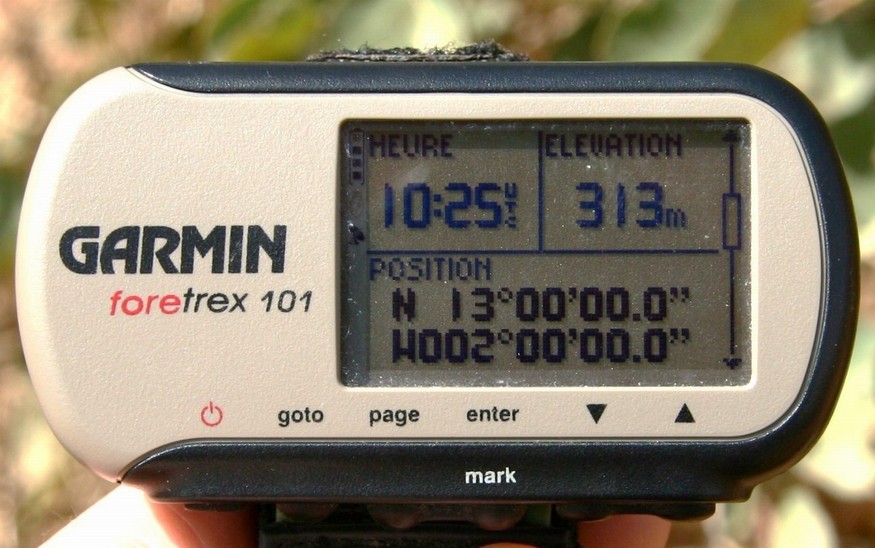 GARMIN
foretrex 101
HEURE
ELEVATION
10:25 UTC
313m
POSITION
N 13°00'00.0"
W002°00'00.0"
goto page enter
mark